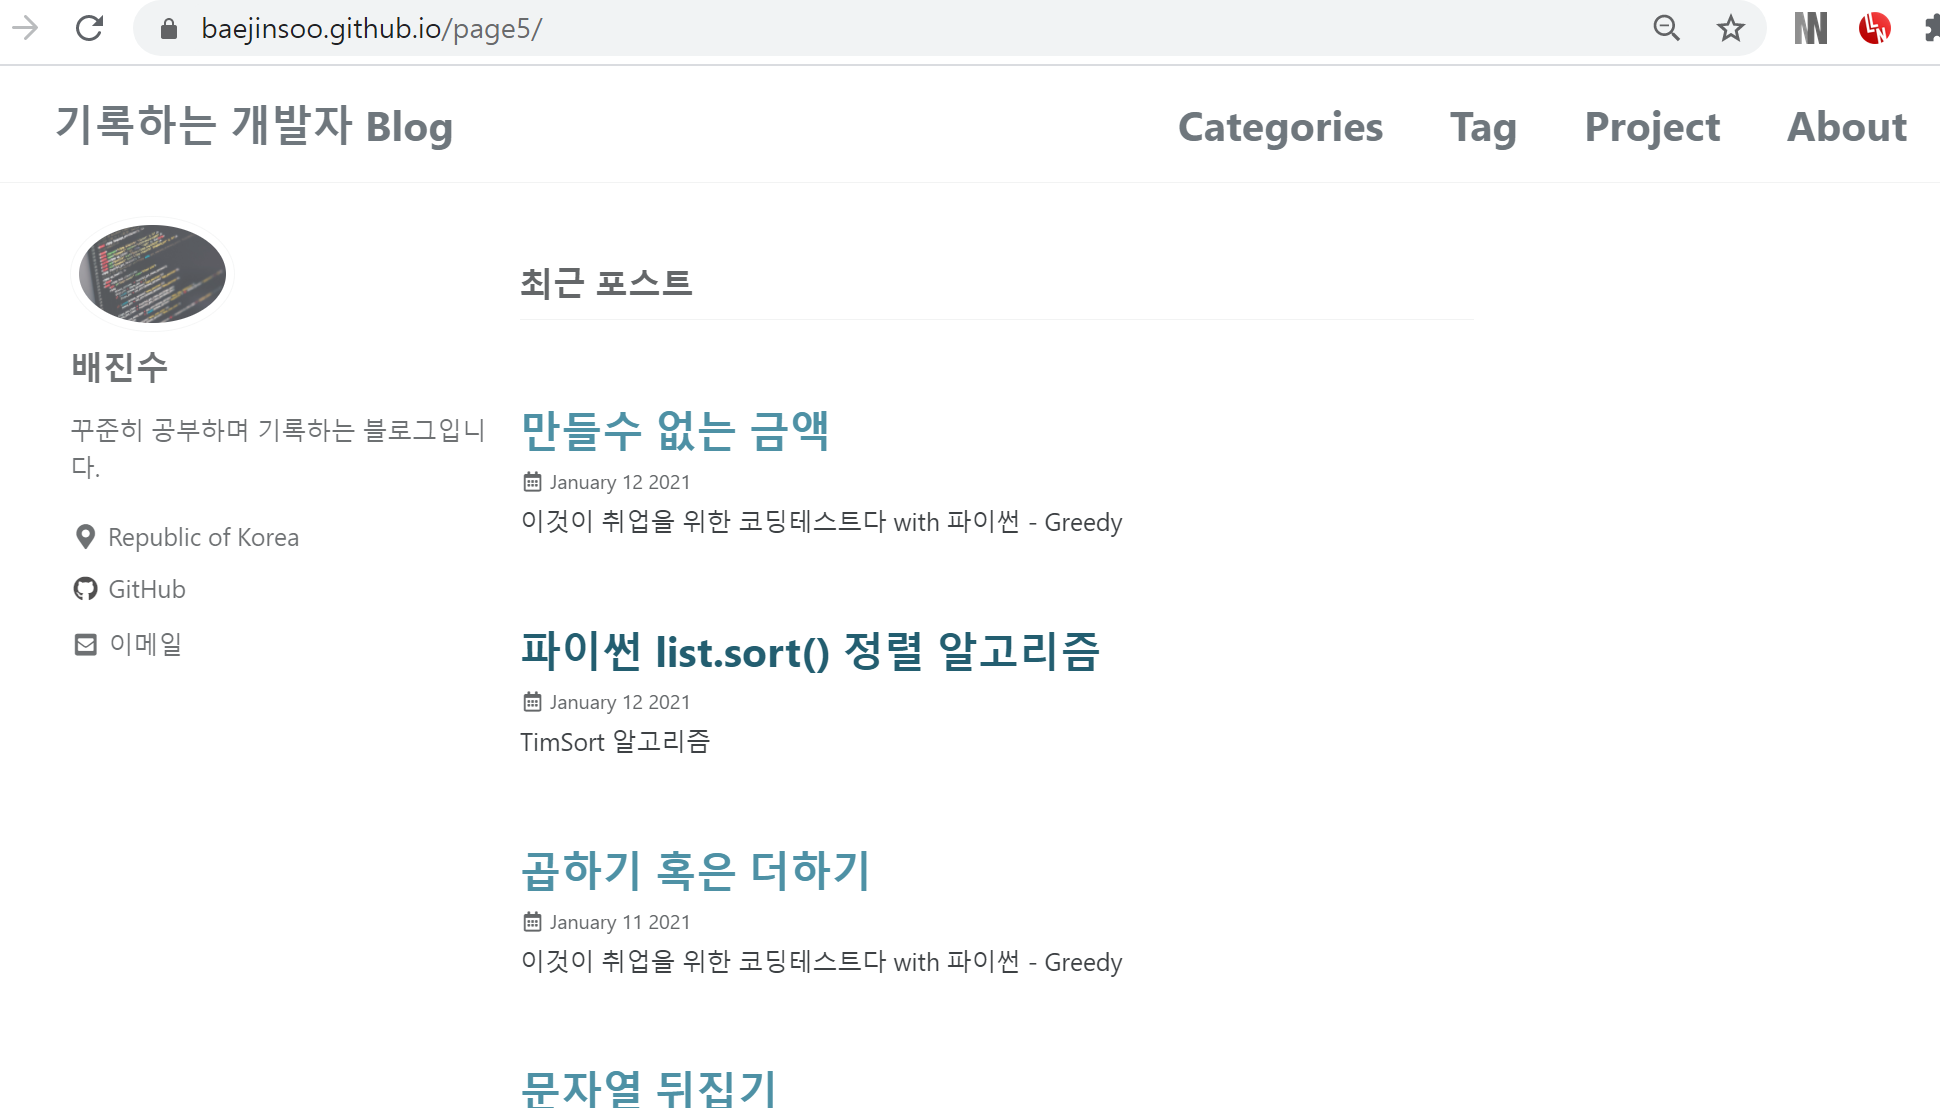 baejinsoo.github.io/page5/
기록하는 개발자 Blog
Categories
Tag
Project
About
배진수
꾸준히 공부하며 기록하는 블로그입니
다.
Republic of Korea
GitHub
이메일
최근 포스트
만들수 없는 금액
January 12 2021
이것이 취업을 위한 코딩테스트다 with 파이썬 - Greedy
파이썬 list.sort() 정렬 알고리즘
January 12 2021
TimSort 알고리즘
곱하기 혹은 더하기
January 11 2021
이것이 취업을 위한 코딩테스트다 with 파이썬 - Greedy
문자열 뒤집기